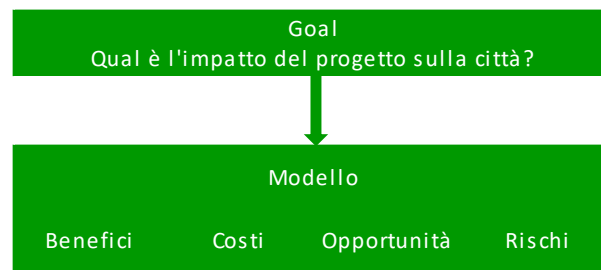 Goal
Qual è l'impatto del progetto sulla città?
Modello
Benefici Costi Opportunità Rischi